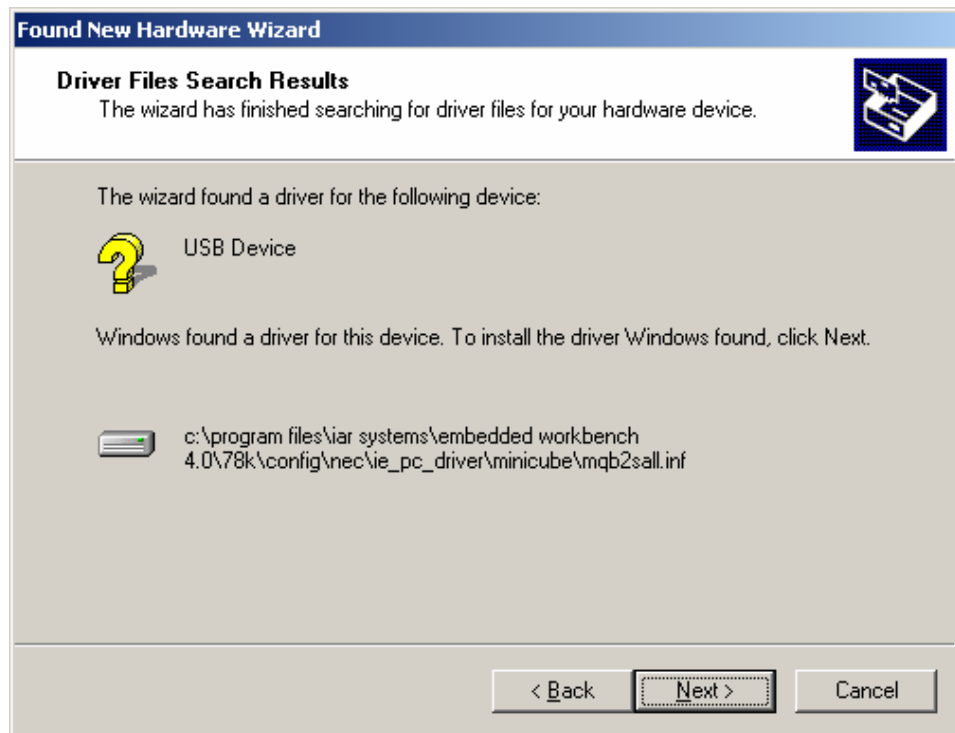 Found New Hardware Wizard
Driver Files Search Results
The wizard has finished searching for driver files for your hardware device.
The wizard found a driver for the following device:
USB Device
Windows found a driver for this device. To install the driver Windows found, click Next.
c:\program files\iar systems\embedded workbench
4.0\78k\config\nec\ie_pc_driver\minicube\mqb2sall.inf
< Back
Next >
Cancel